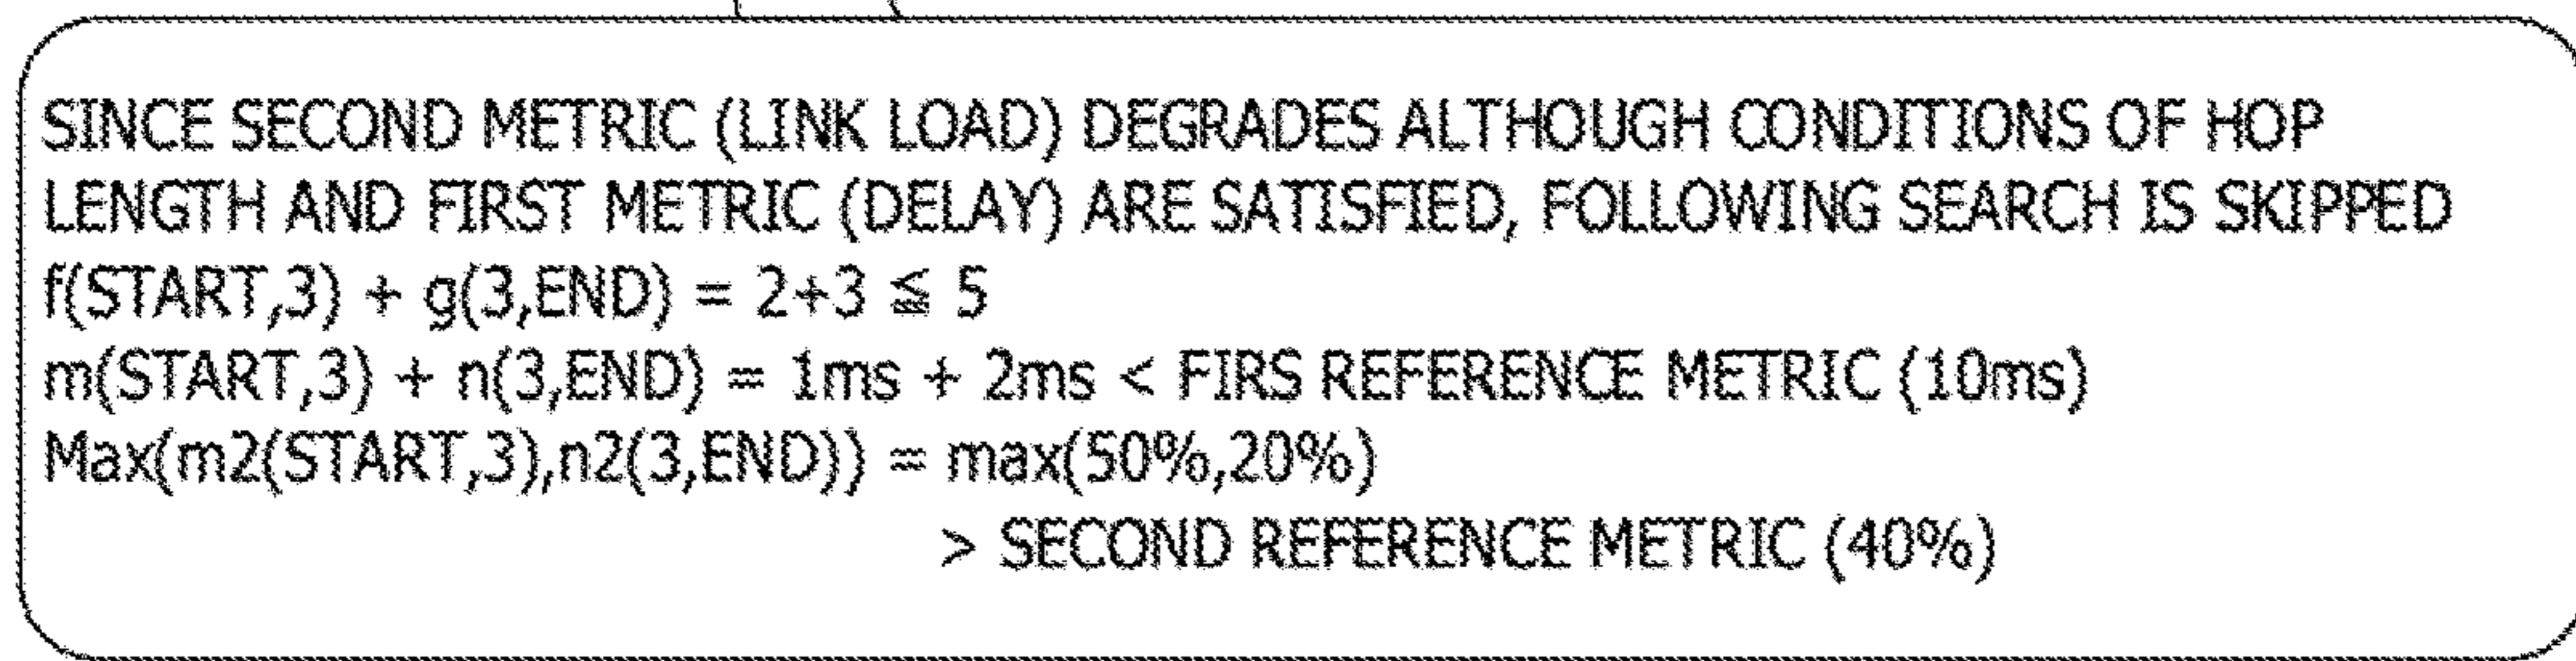 SINCE SECOND METRIC (LINK LOAD) DEGRADES ALTHOUGH CONDITIONS OF HOP
LENGTH AND FIRST METRIC (DELAY) ARE SATISFIED, FOLLOWING SEARCH IS SKIPPED
f(START,3) + g(3,END) = 2+3 ≦ 5
m(START,3) + n(3,END) = 1ms + 2ms < FIRS REFERENCE METRIC (10ms)
Max(m2(START,3),n2(3,END)) = max(50%,20%)
> SECOND REFERENCE METRIC (40%)